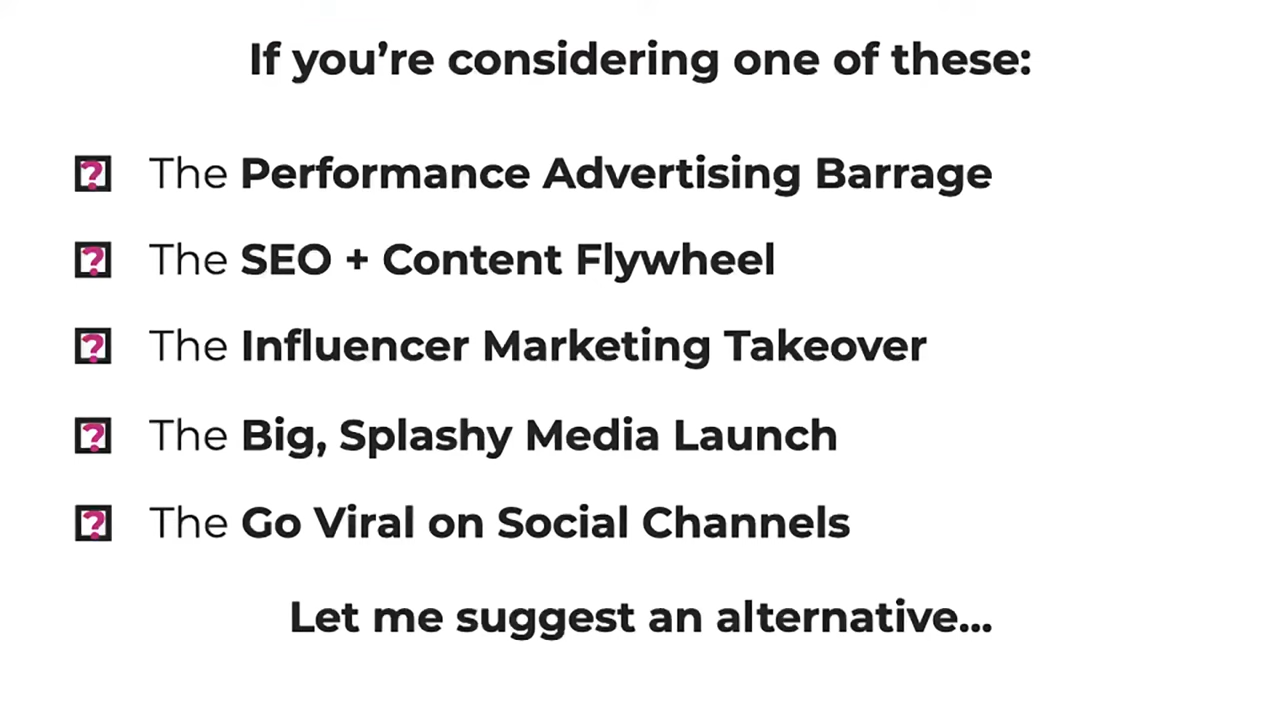 If you’re considering one of these:
? The Performance Advertising Barrage
? The SEO + Content Flywheel
? The Influencer Marketing Takeover
? The Big, Splashy Media Launch
? The Go Viral on Social Channels
Let me suggest an alternative...